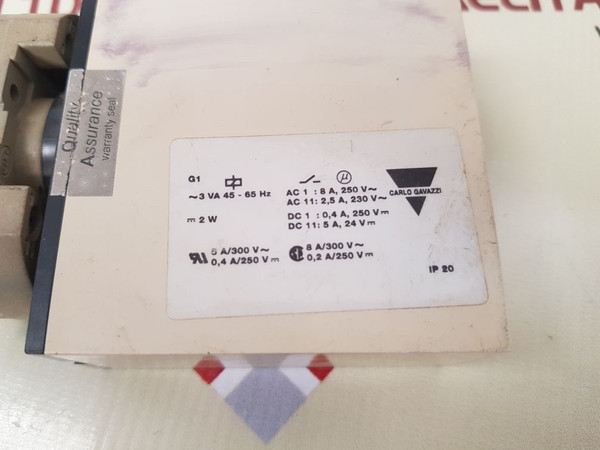 Quality
Assurance
warranty seal
G1
µ
~3 VA 45 - 65 Hz
AC 1 : 8 A, 250 V~
AC 11: 2,5 A, 230 V~
CARLO GAVAZZI
⎓ 2 W
DC 1 : 0,4 A, 250 V⎓
DC 11: 5 A, 24 V⎓
5 A/300 V~
0,4 A/250 V⎓
8 A/300 V~
0,2 A/250 V⎓
IP 20